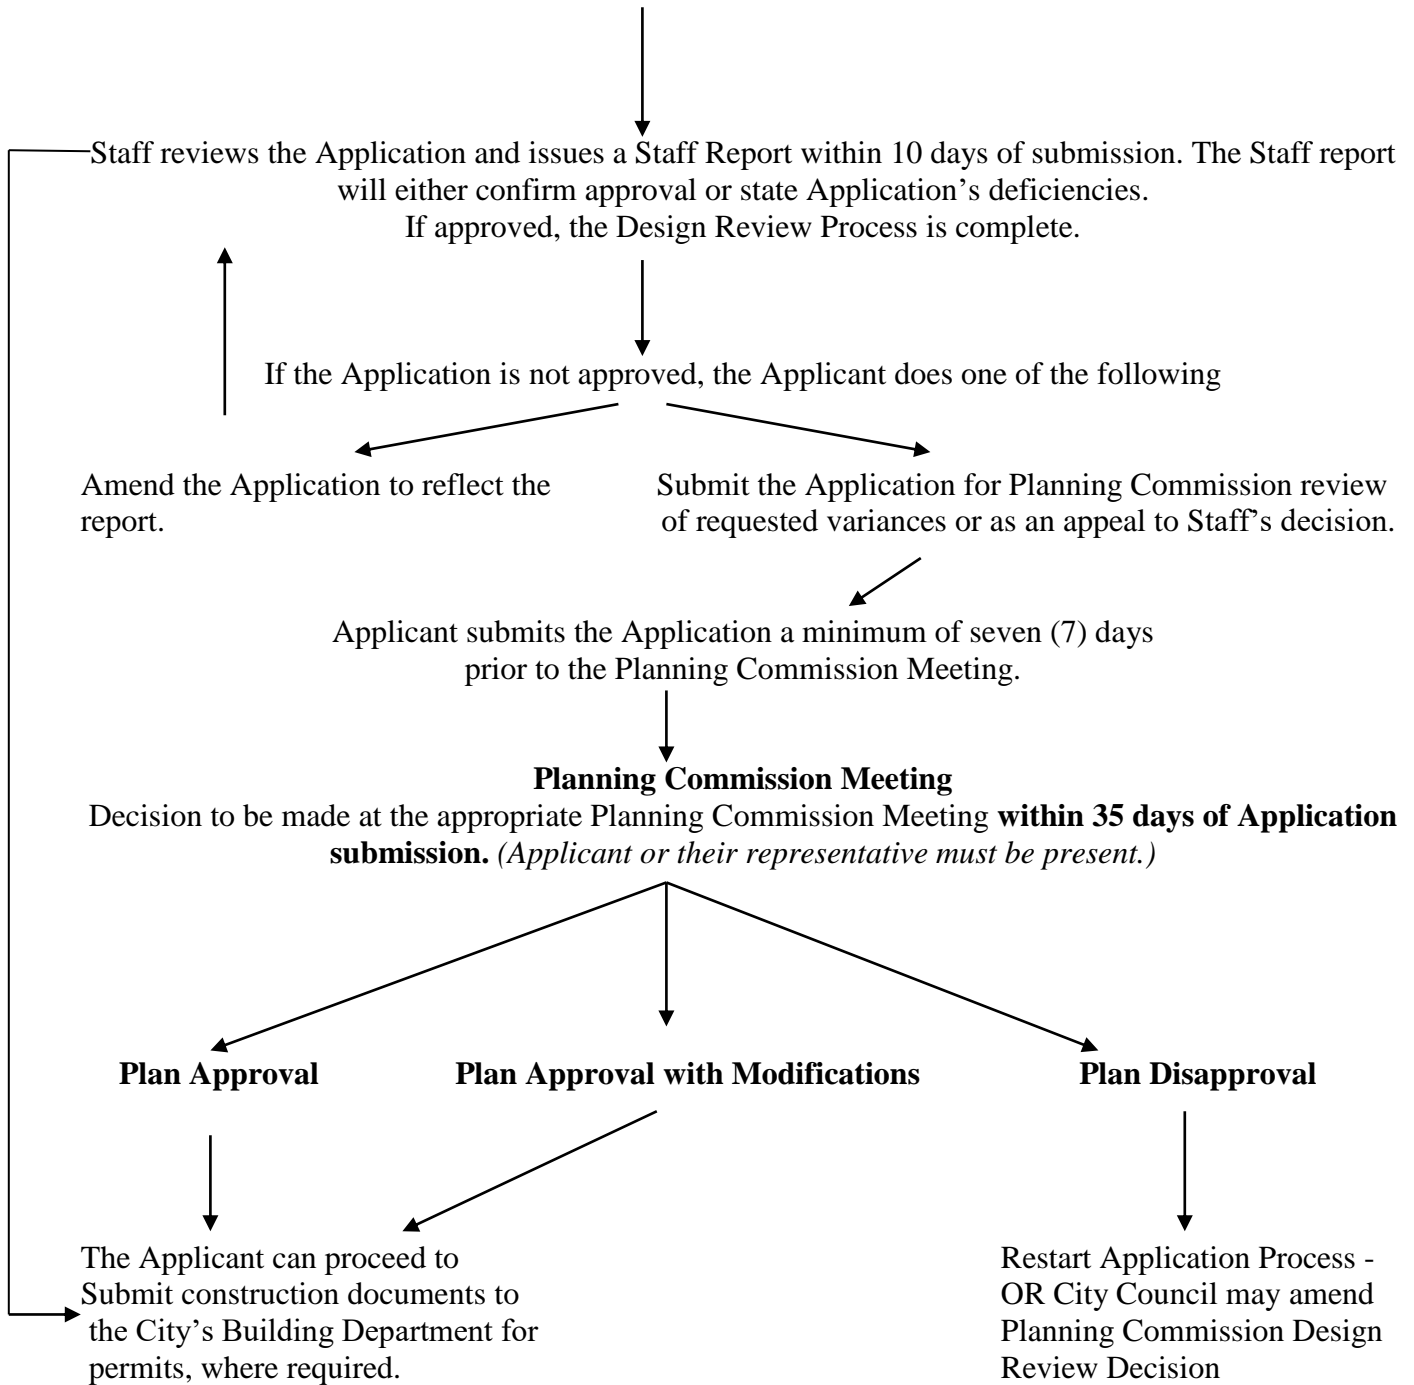 Staff reviews the Application and issues a Staff Report within 10 days of submission. The Staff report
will either confirm approval or state Application’s deficiencies.
If approved, the Design Review Process is complete.
If the Application is not approved, the Applicant does one of the following
Amend the Application to reflect the
report.
Submit the Application for Planning Commission review
of requested variances or as an appeal to Staff’s decision.
Applicant submits the Application a minimum of seven (7) days
prior to the Planning Commission Meeting.
Planning Commission Meeting
Decision to be made at the appropriate Planning Commission Meeting within 35 days of Application
submission. (Applicant or their representative must be present.)
Plan Approval
Plan Approval with Modifications
Plan Disapproval
The Applicant can proceed to
Submit construction documents to
the City’s Building Department for
permits, where required.
Restart Application Process -
OR City Council may amend
Planning Commission Design
Review Decision